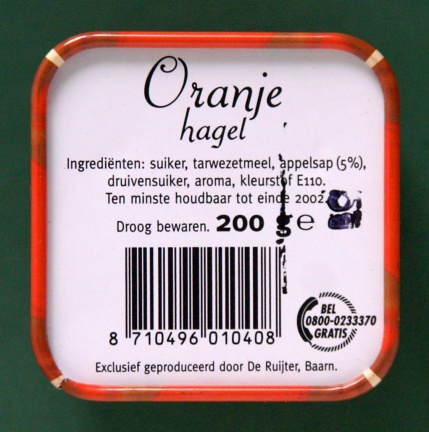 Oranje
hagel
Ingrediënten: suiker, tarwezetmeel, appelsap (5%),
druivensuiker, aroma, kleurstof E110.
Ten minste houdbaar tot einde 2002.
Droog bewaren. 200 g e
8 710496 010408
BEL
0800-0233370
GRATIS
Exclusief geproduceerd door De Ruijter, Baarn.